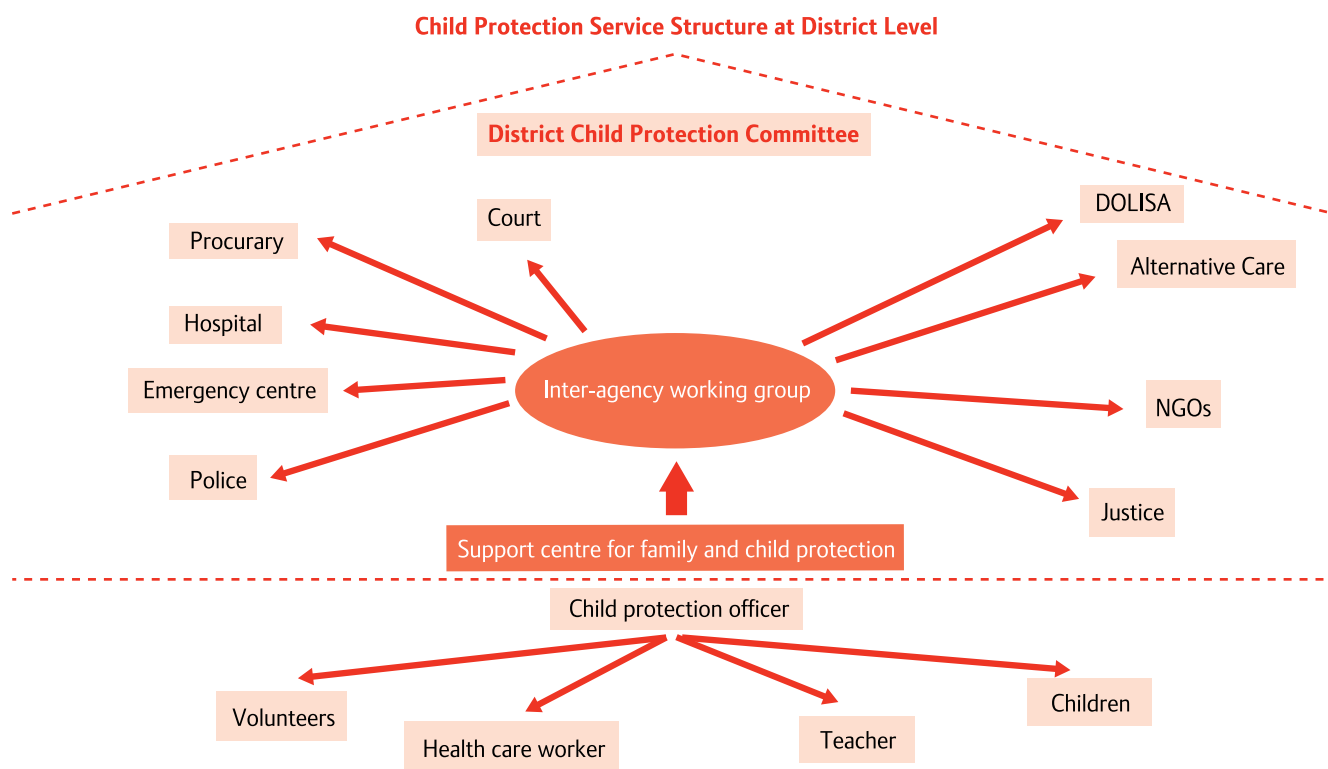 Child Protection Service Structure at District Level
District Child Protection Committee
Court
DOLISA
Procurary
Alternative Care
Hospital
Emergency centre
Inter-agency working group
NGOs
Police
Justice
Support centre for family and child protection
Child protection officer
Volunteers
Health care worker
Teacher
Children